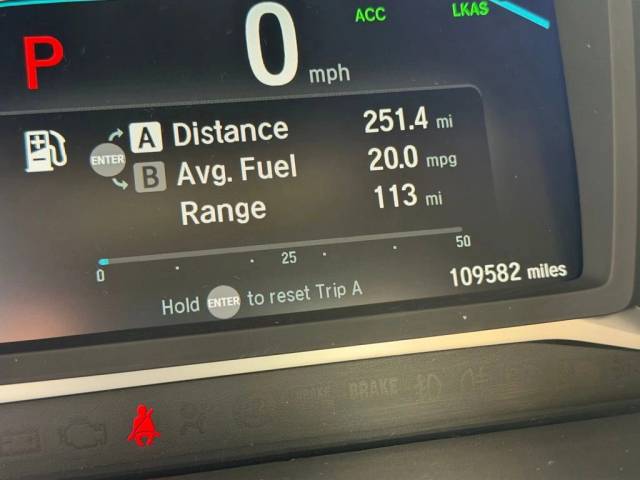 ACC LKAS
P 0 mph
A Distance 251.4 mi
ENTER
B Avg. Fuel 20.0 mpg
Range 113 mi
0 25 50
109582 miles
Hold ENTER to reset Trip A
BRAKE BRAKE